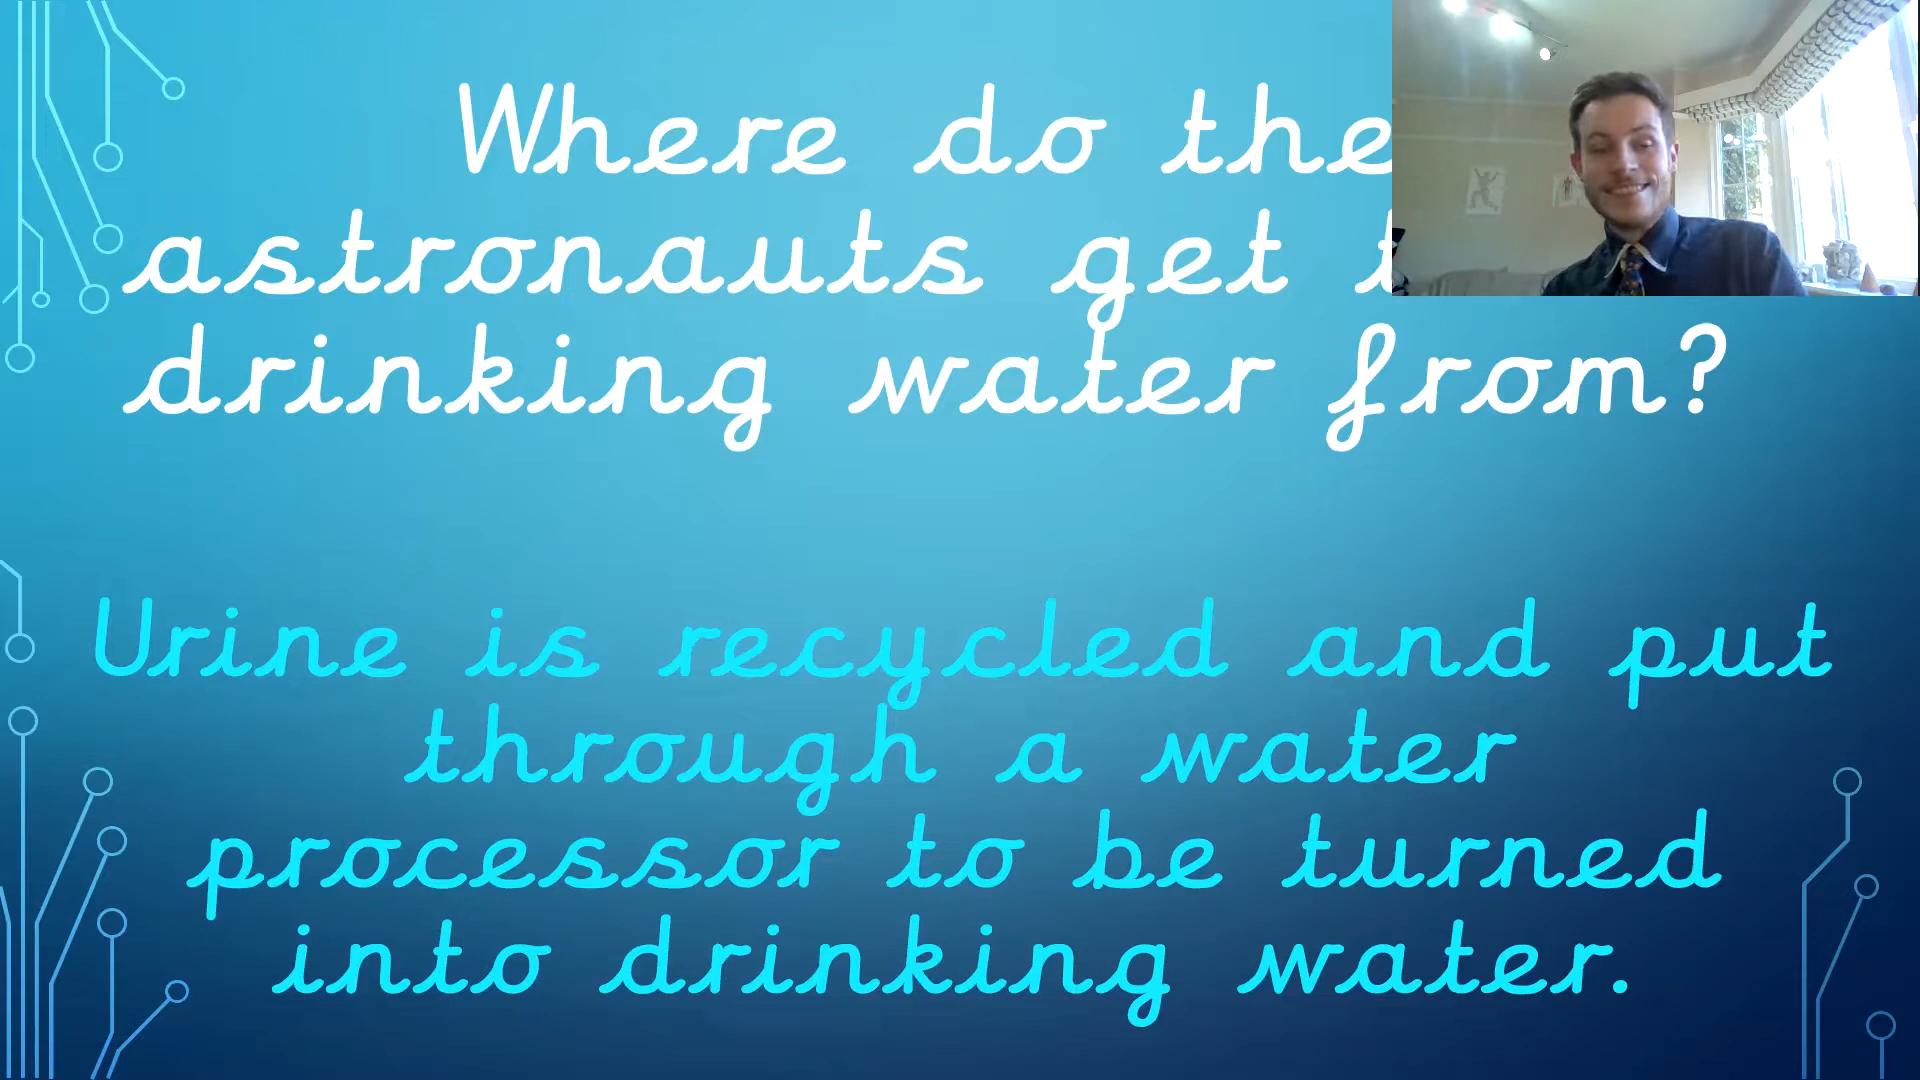 Where do the
astronauts get
drinking water from?
Urine is recycled and put
through a water
processor to be turned
into drinking water.